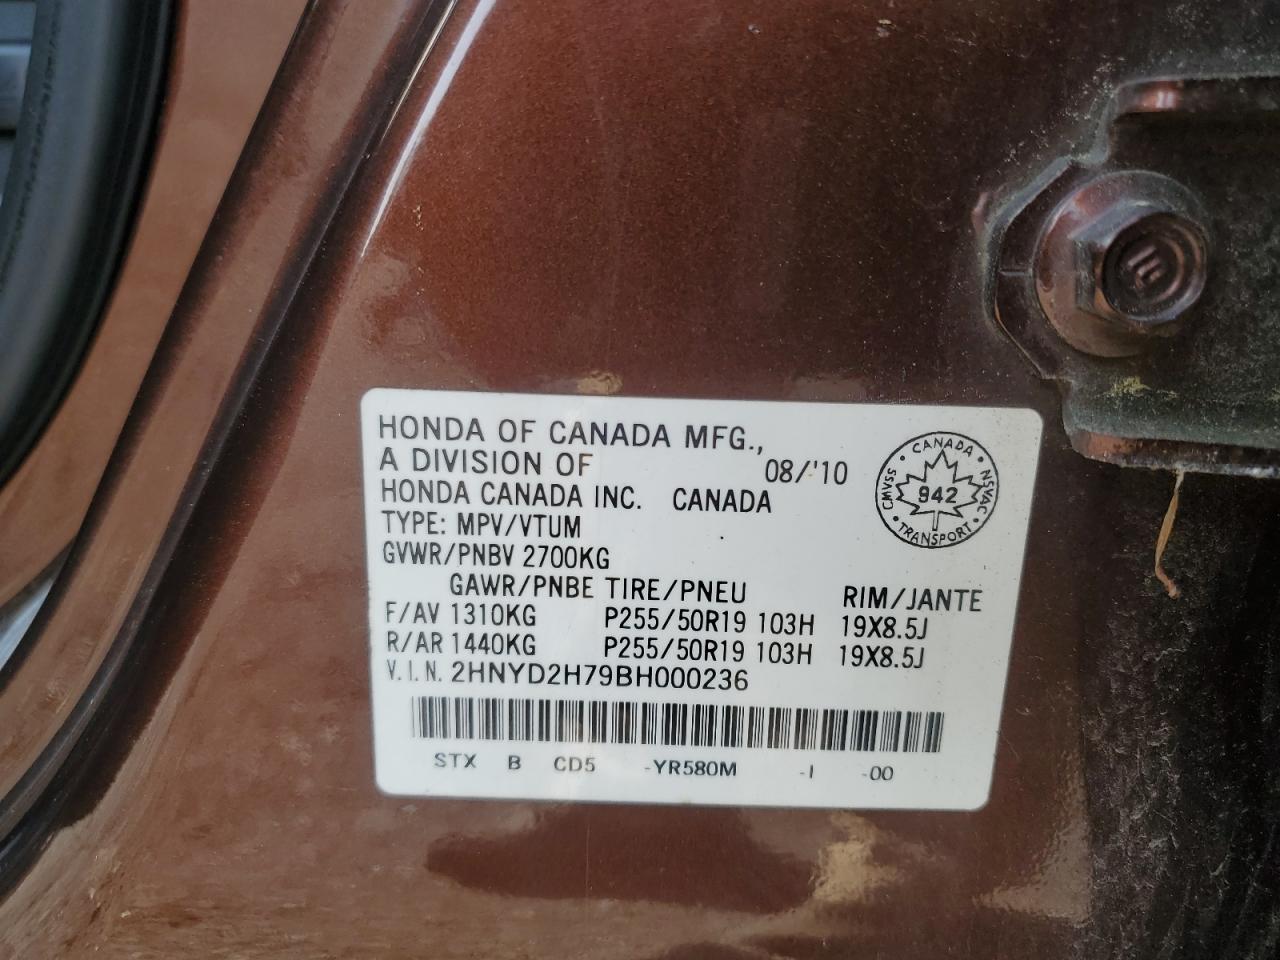 HONDA OF CANADA MFG.,
A DIVISION OF 08/'10
HONDA CANADA INC. CANADA
TYPE: MPV/VTUM
GVWR/PNBV 2700KG
GAWR/PNBE TIRE/PNEU RIM/JANTE
F/AV 1310KG P255/50R19 103H 19X8.5J
R/AR 1440KG P255/50R19 103H 19X8.5J
V.I.N. 2HNYD2H79BH000236
STX B CD5 -YR580M -I -00
CANADA
CMVSS 942 NSVAC
TRANSPORT